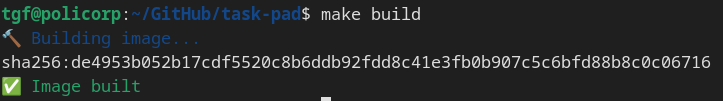 tgf@policorp:~/GitHub/task-pad$ make build
🔨 Building image...
sha256:de4953b052b17cdf5520c8b6ddb92fdd8c41e3fb0b907c5c6bfd88b8c0c06716
✅ Image built